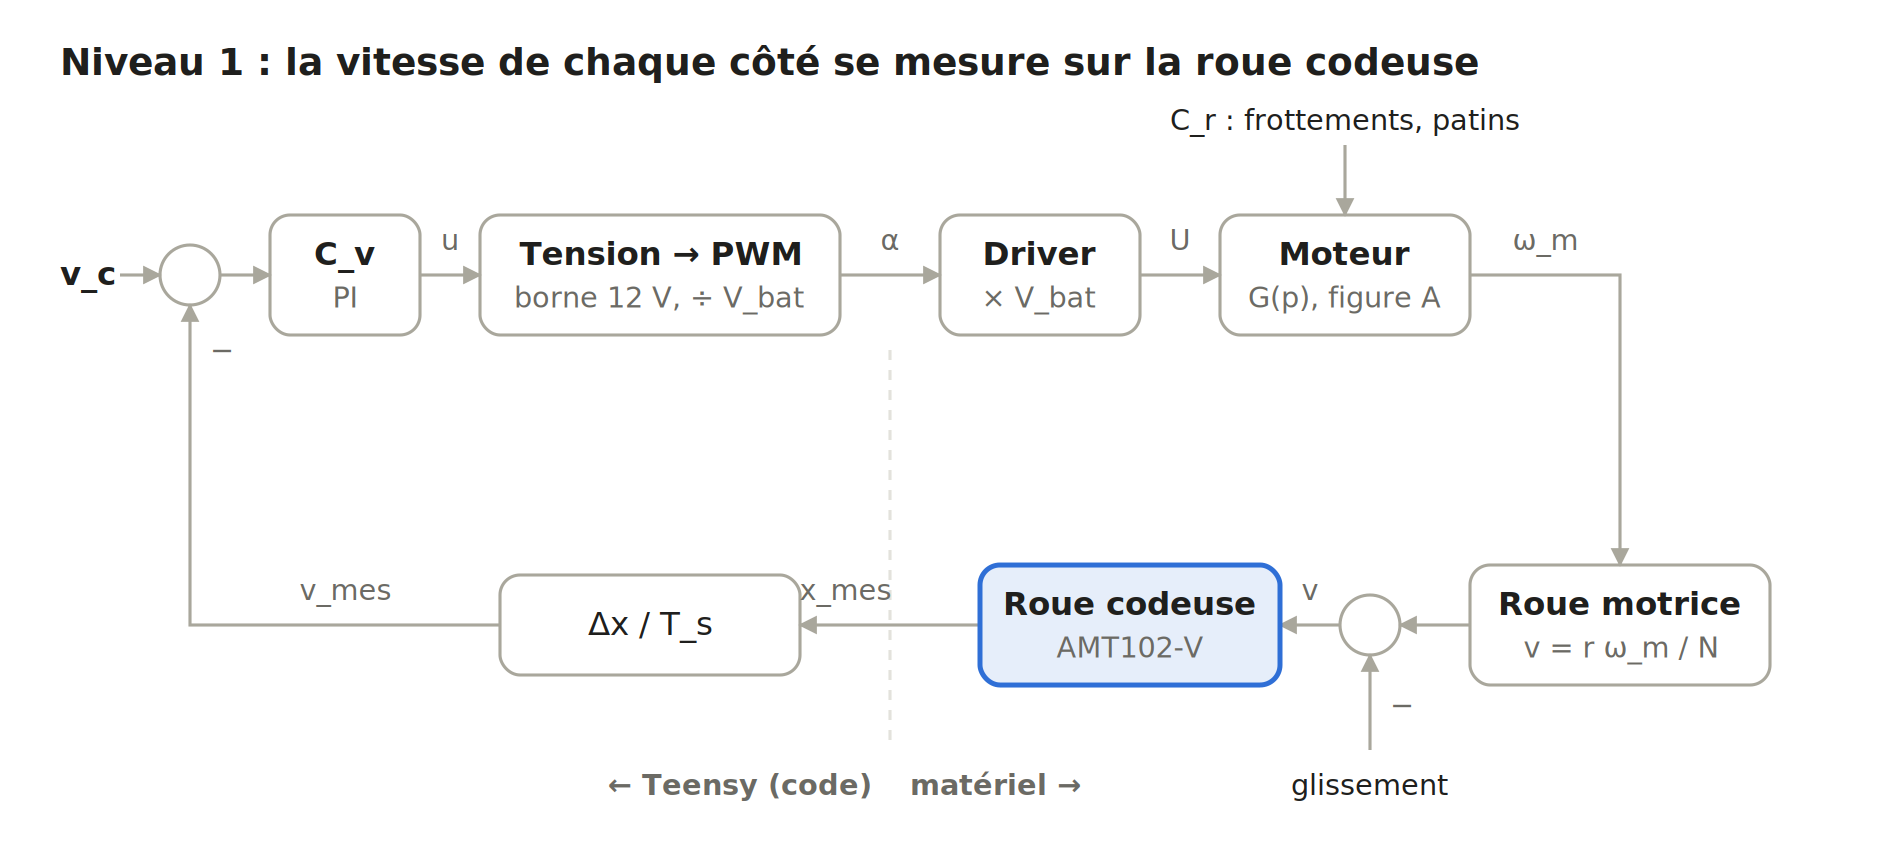 Niveau 1 : la vitesse de chaque côté se mesure sur la roue codeuse
C_r : frottements, patins
v_c
C_v
PI
u
Tension → PWM
borne 12 V, ÷ V_bat
α
Driver
× V_bat
U
Moteur
G(p), figure A
ω_m
−
v_mes
Δx / T_s
x_mes
Roue codeuse
AMT102-V
v
Roue motrice
v = r ω_m / N
−
← Teensy (code)
matériel →
glissement